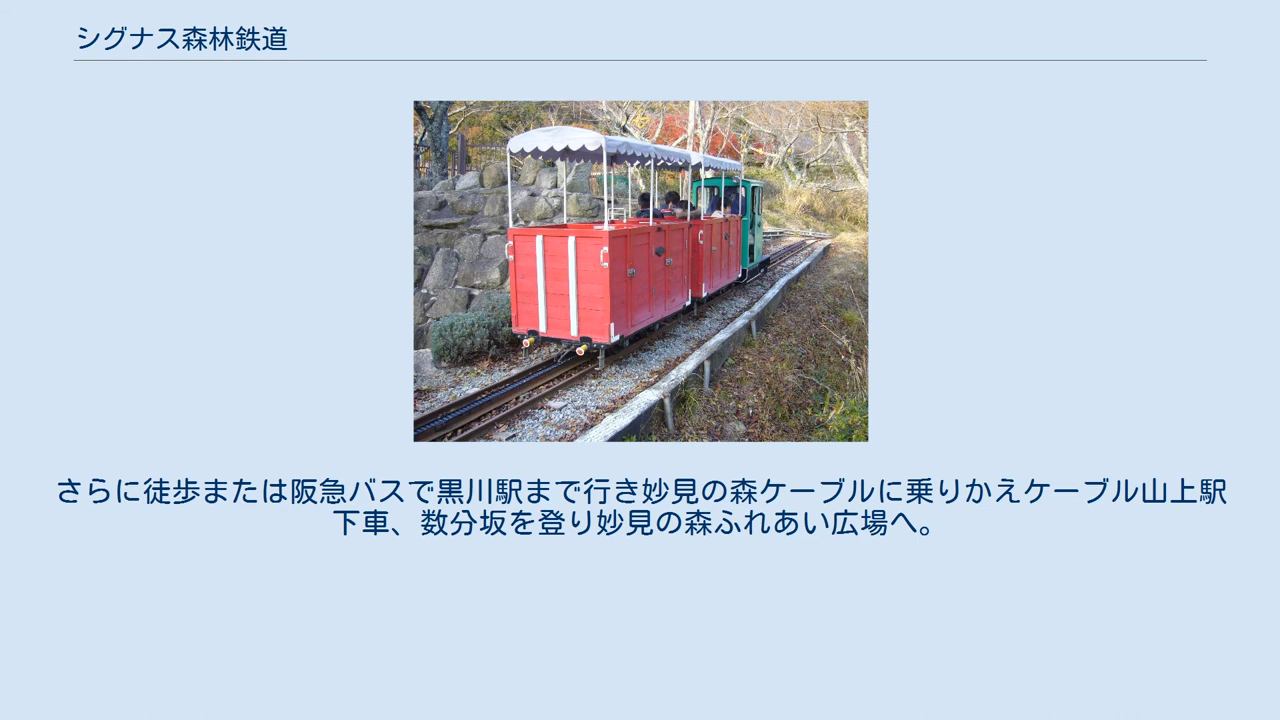 シグナス森林鉄道
さらに徒歩または阪急バスで黒川駅まで行き妙見の森ケーブルに乗りかえケーブル山上駅
下車、数分坂を登り妙見の森ふれあい広場へ。